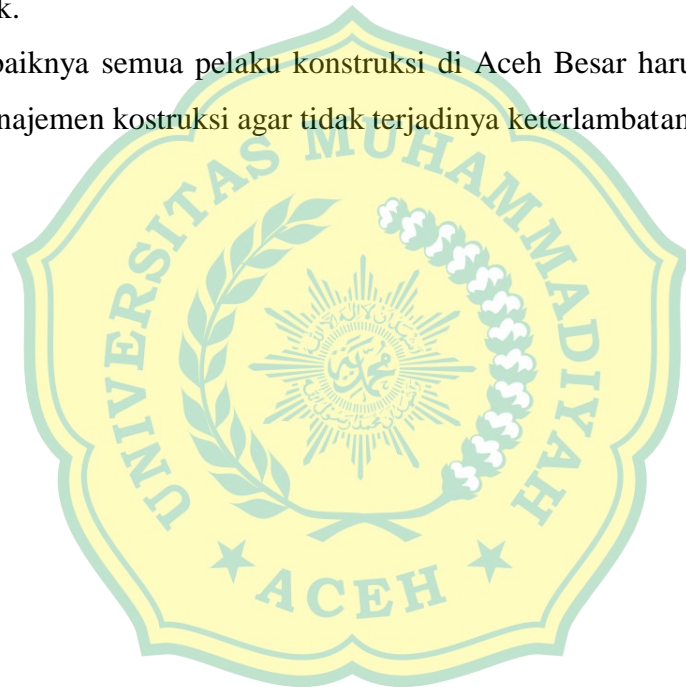 k.
baiknya semua pelaku konstruksi di Aceh Besar haru
najemen kostruksi agar tidak terjadinya keterlambatan
UNIVERSITAS MUHAMMADIYAH
ACEH